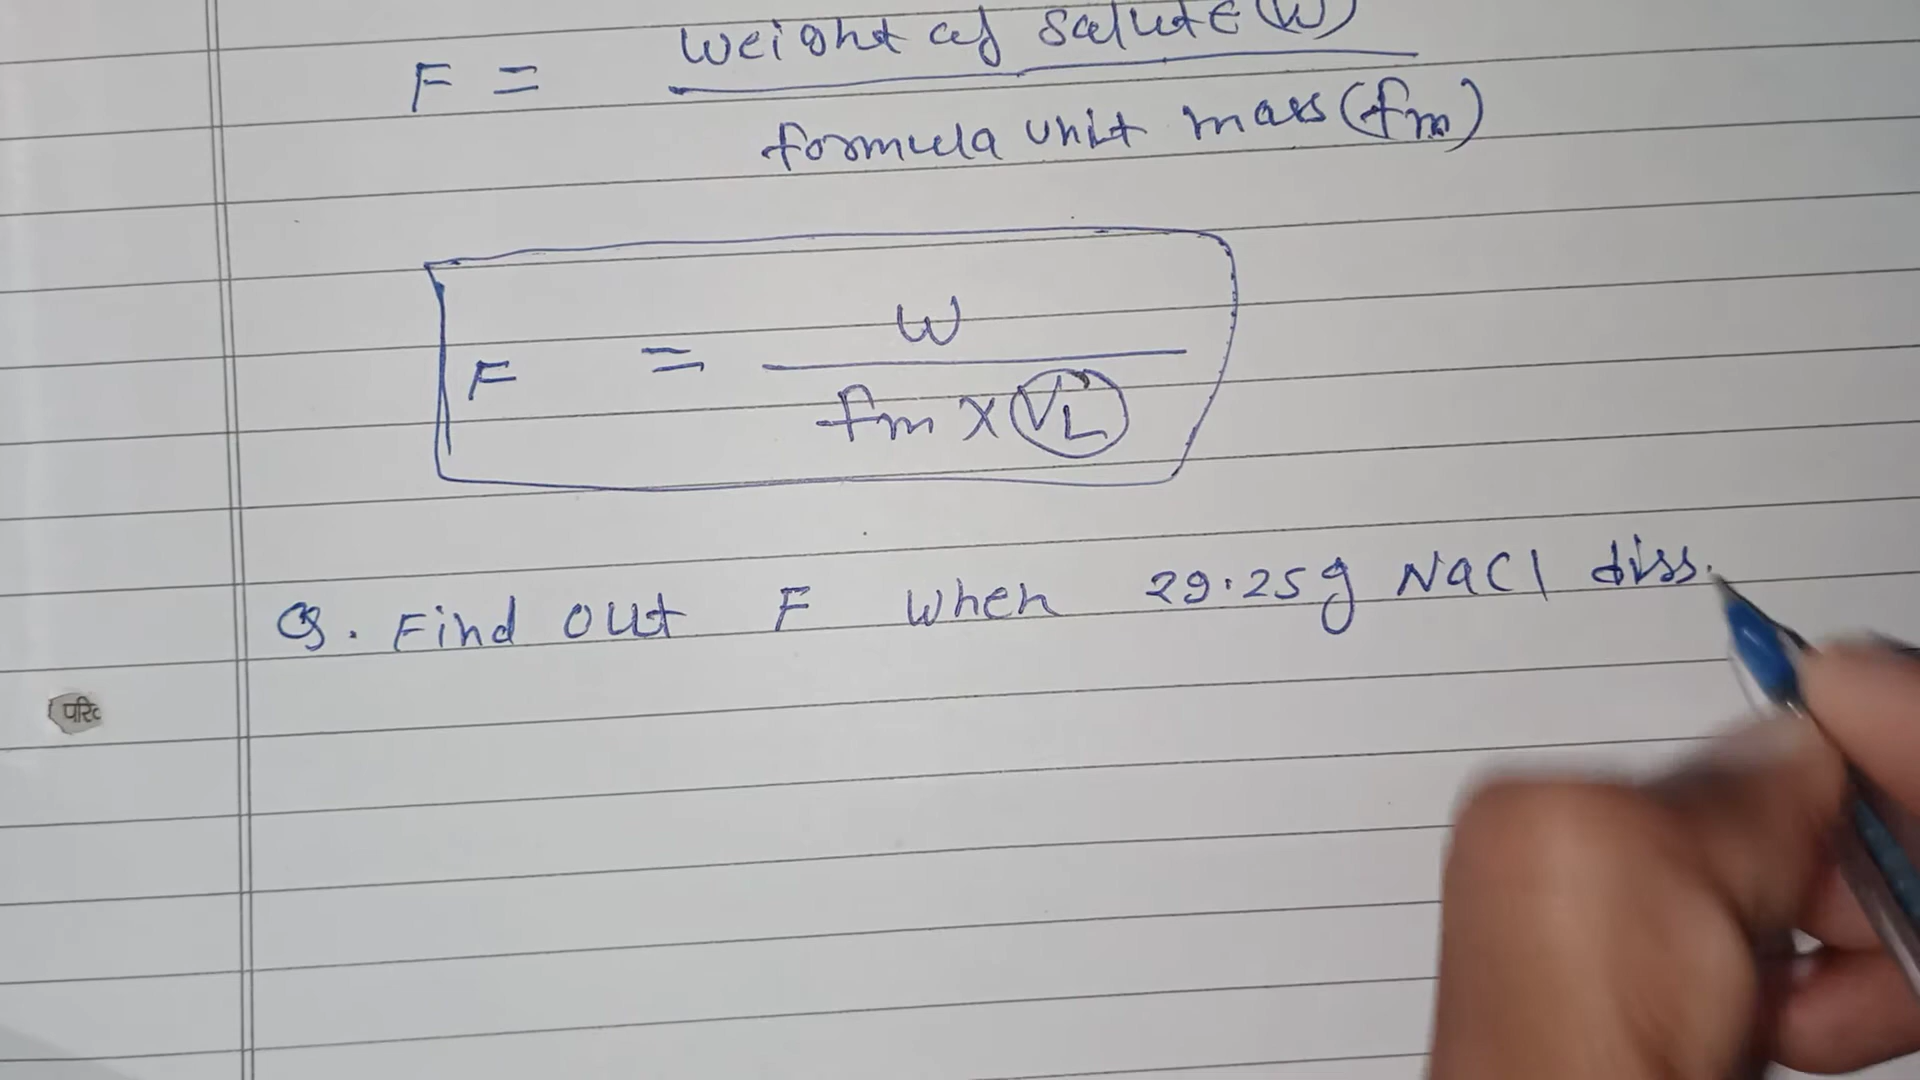 weight of solute (W)
F =
formula unit mass (fm)
F = W
fm x VL
Q. Find out F when 29.25g NaCl diss.
परि